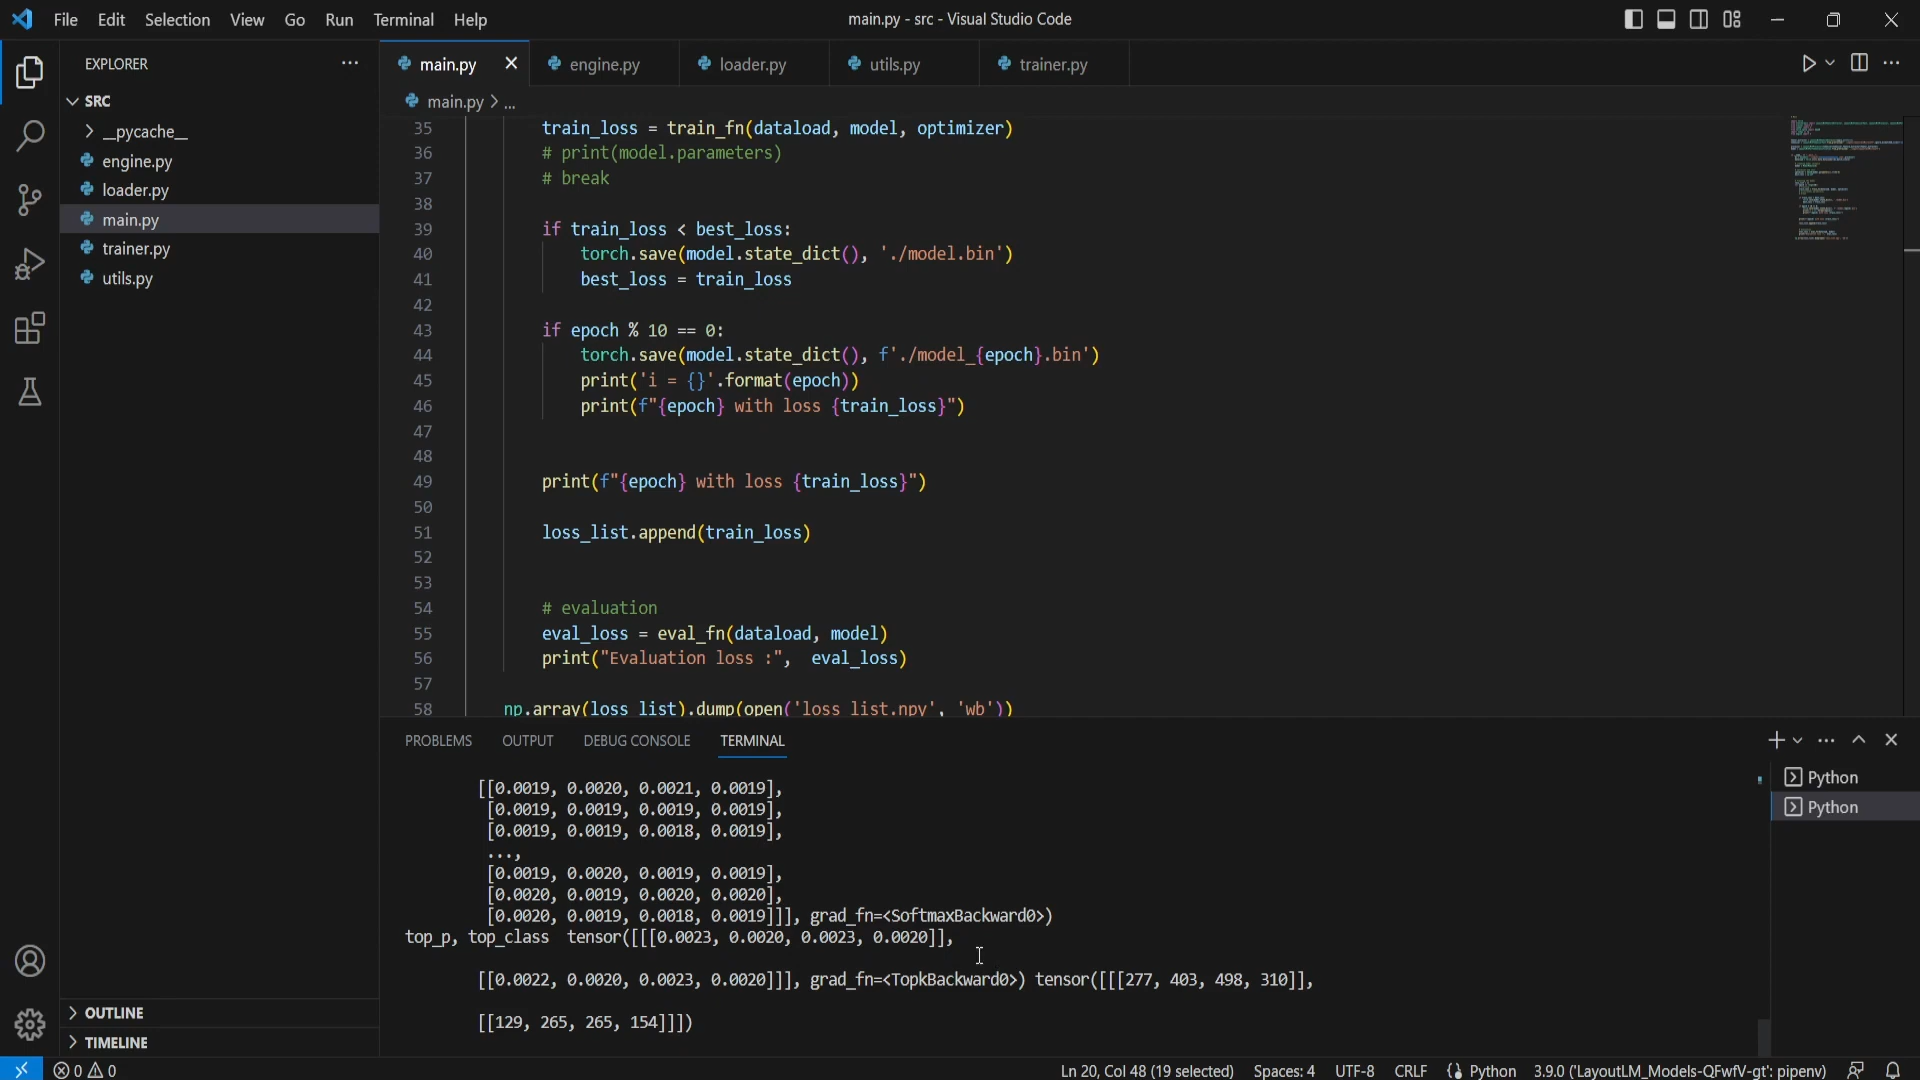 File Edit Selection View Go Run Terminal Help
main.py - src - Visual Studio Code
EXPLORER
SRC
__pycache__
engine.py
loader.py
main.py
trainer.py
utils.py
OUTLINE
TIMELINE
main.py engine.py loader.py utils.py trainer.py
main.py > ...
35 train_loss = train_fn(dataload, model, optimizer)
36 # print(model.parameters)
37 # break
38
39 if train_loss < best_loss:
40 torch.save(model.state_dict(), './model.bin')
41 best_loss = train_loss
42
43 if epoch % 10 == 0:
44 torch.save(model.state_dict(), f'./model_{epoch}.bin')
45 print('i = {}'.format(epoch))
46 print(f"{epoch} with loss {train_loss}")
47
48
49 print(f"{epoch} with loss {train_loss}")
50
51 loss_list.append(train_loss)
52
53
54 # evaluation
55 eval_loss = eval_fn(dataload, model)
56 print("Evaluation loss :", eval_loss)
57
58 np.array(loss_list).dump(open('loss_list.npy', 'wb'))
PROBLEMS OUTPUT DEBUG CONSOLE TERMINAL
[[0.0019, 0.0020, 0.0021, 0.0019],
[0.0019, 0.0019, 0.0019, 0.0019],
[0.0019, 0.0019, 0.0018, 0.0019],
...,
[0.0019, 0.0020, 0.0019, 0.0019],
[0.0020, 0.0019, 0.0020, 0.0020],
[0.0020, 0.0019, 0.0018, 0.0019]]], grad_fn=<SoftmaxBackward0>)
top_p, top_class tensor([[[0.0023, 0.0020, 0.0023, 0.0020]],
[[0.0022, 0.0020, 0.0023, 0.0020]]], grad_fn=<TopkBackward0>) tensor([[[277, 403, 498, 310]],
[[129, 265, 265, 154]]])
Python
Python
0 0
Ln 20, Col 48 (19 selected) Spaces: 4 UTF-8 CRLF Python 3.9.0 ('LayoutLM_Models-QFwfV-gt': pipenv)